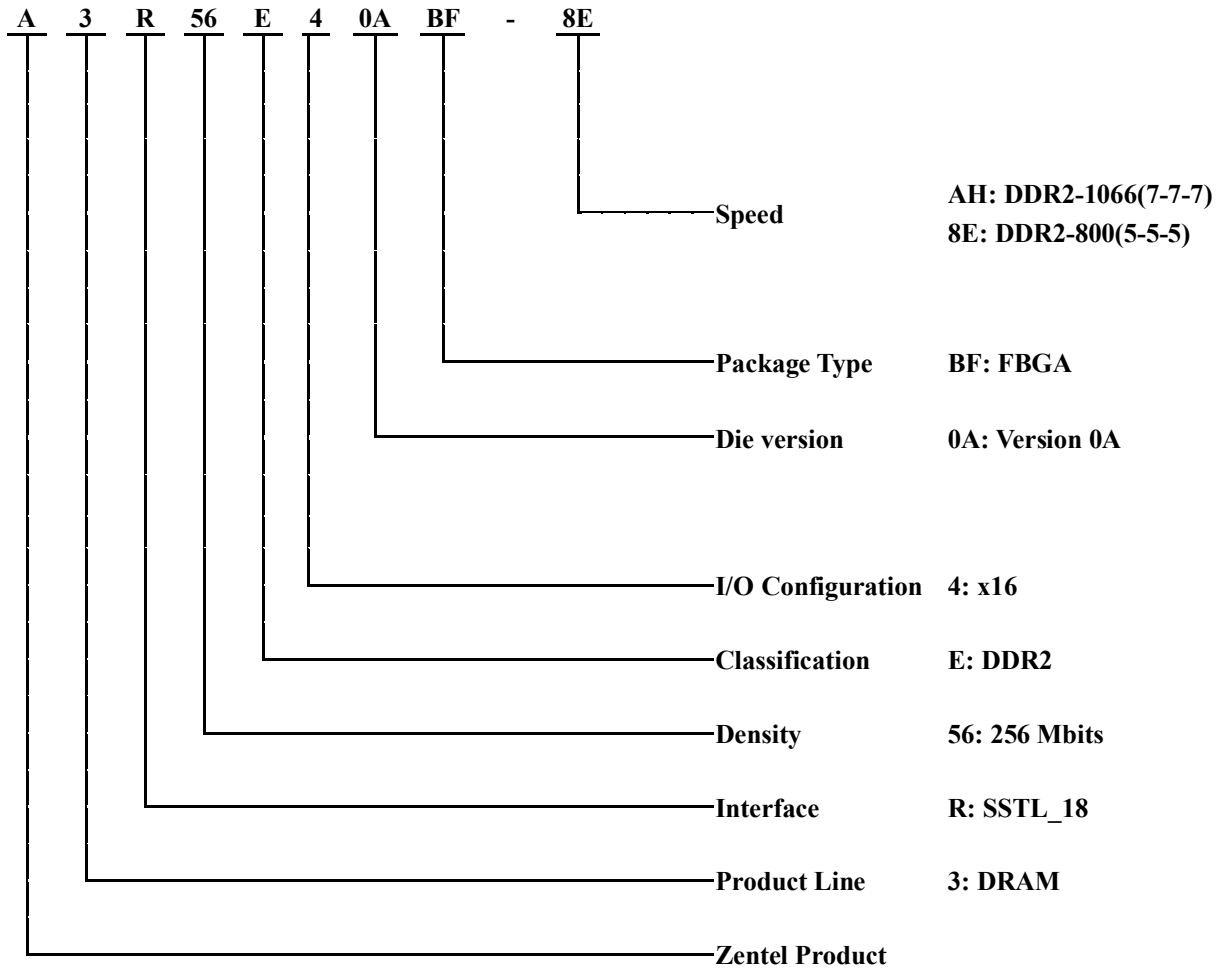 A 3 R 56 E 4 0A BF - 8E
Speed
AH: DDR2-1066(7-7-7)
8E: DDR2-800(5-5-5)
Package Type BF: FBGA
Die version 0A: Version 0A
I/O Configuration 4: x16
Classification E: DDR2
Density 56: 256 Mbits
Interface R: SSTL_18
Product Line 3: DRAM
Zentel Product